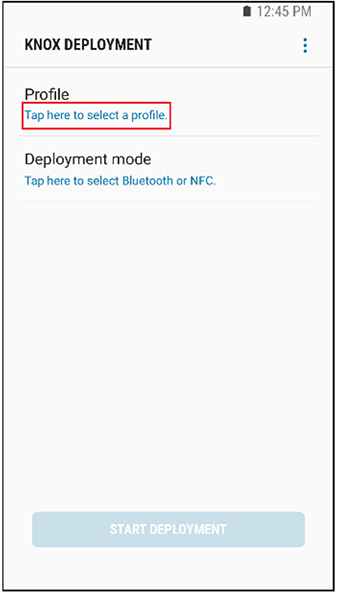 12:45 PM
KNOX DEPLOYMENT
Profile
Tap here to select a profile.
Deployment mode
Tap here to select Bluetooth or NFC.
START DEPLOYMENT